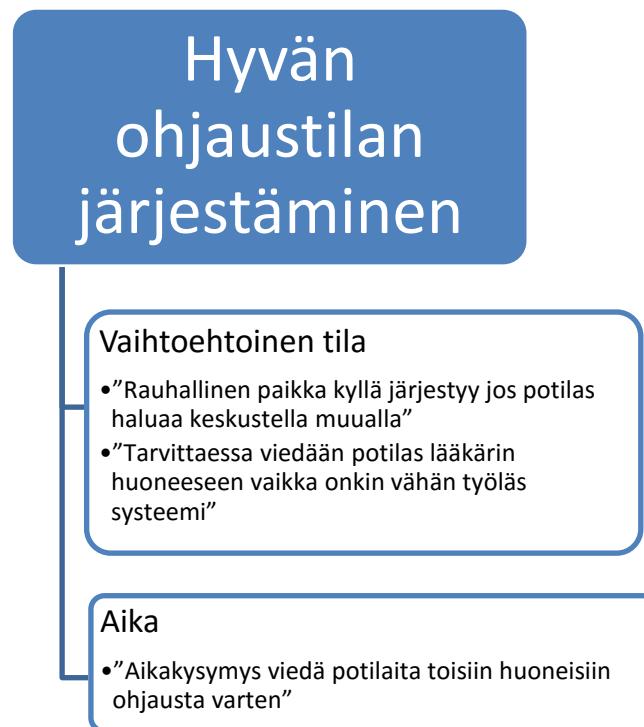 Hyvän
ohjaustilan
järjestäminen
Vaihtoehtoinen tila
•”Rauhallinen paikka kyllä järjestyy jos potilas
haluaa keskustella muualla”
•”Tarvittaessa viedään potilas lääkärin
huoneeseen vaikka onkin vähän työläs
systeemi”
Aika
•”Aikakysymys viedä potilaita toisiin huoneisiin
ohjausta varten”